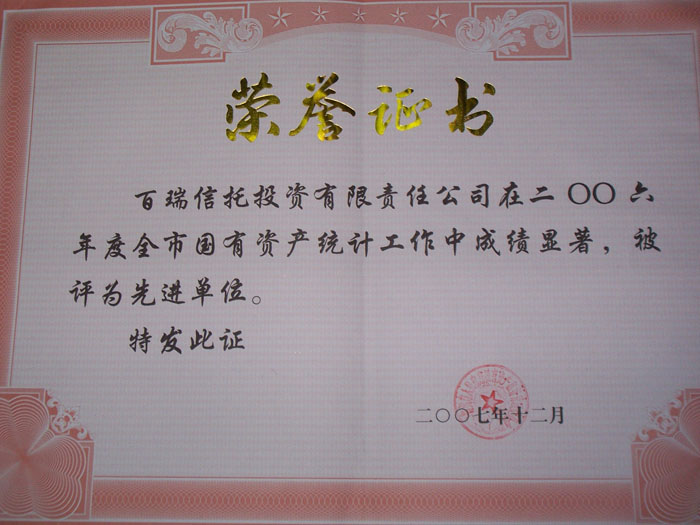 荣誉证书
百瑞信托投资有限责任公司在二〇〇六
年度全市国有资产统计工作中成绩显著，被
评为先进单位。
特发此证
二〇〇七年十二月